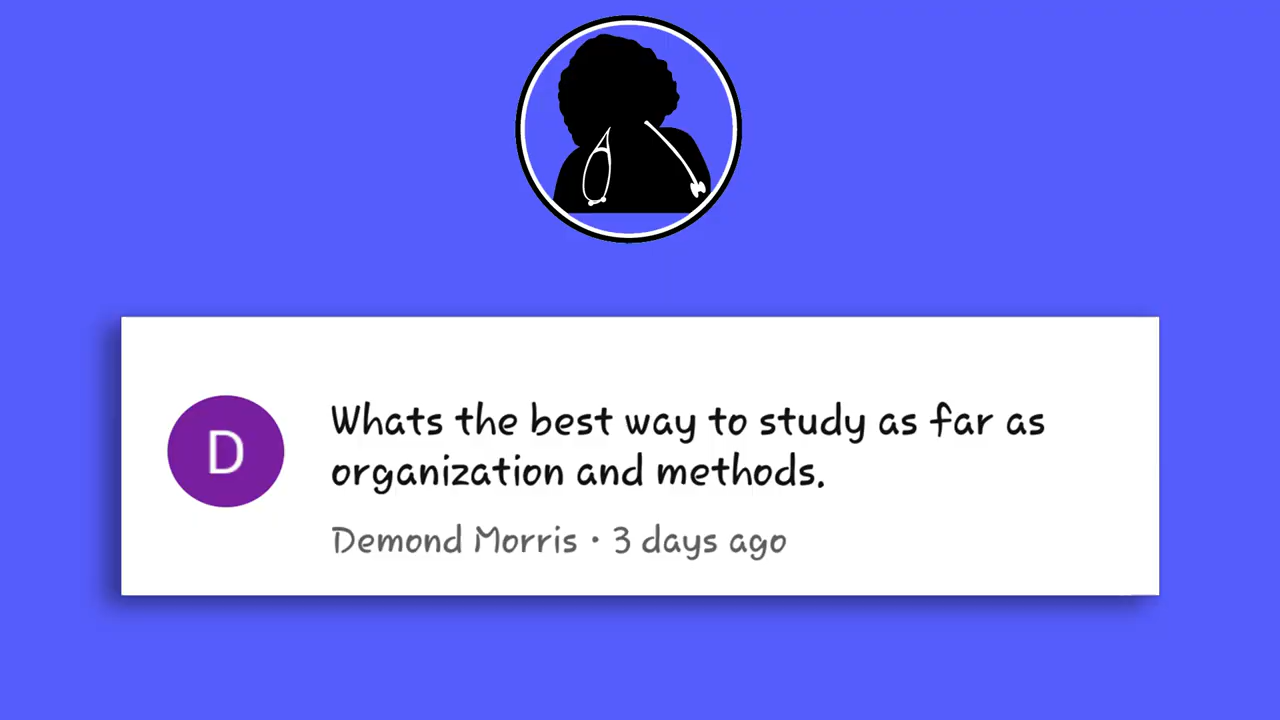 D
Whats the best way to study as far as
organization and methods.
Demond Morris • 3 days ago